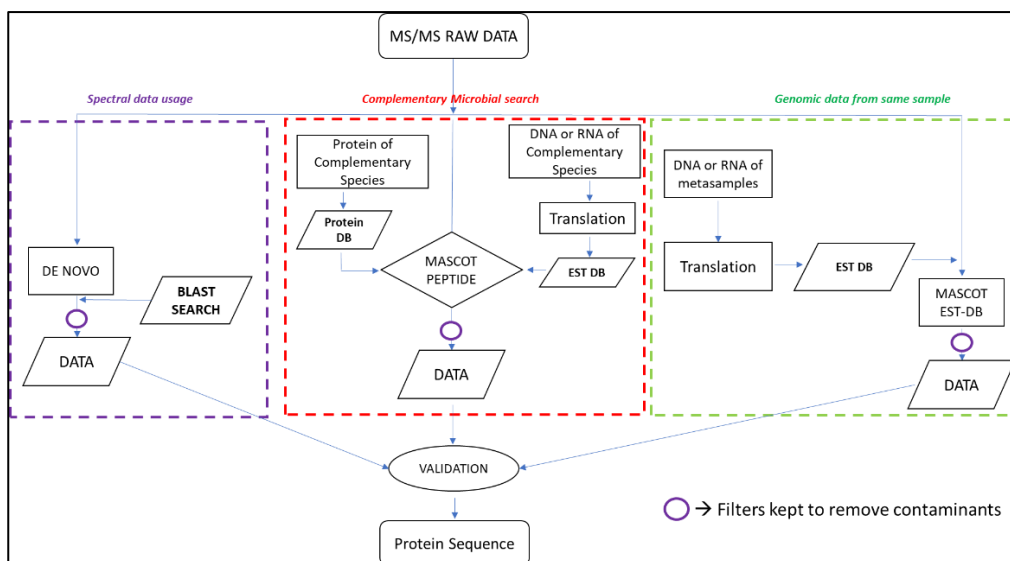 MS/MS RAW DATA
Spectral data usage
Complementary Microbial search
Genomic data from same sample
Protein of
Complementary
Species
Protein
DB
DNA or RNA of
Complementary
Species
Translation
EST DB
MASCOT
PEPTIDE
DNA or RNA of
metasamples
Translation
EST DB
MASCOT
EST-DB
DE NOVO
BLAST
SEARCH
DATA
DATA
DATA
VALIDATION
Protein Sequence
→ Filters kept to remove contaminants